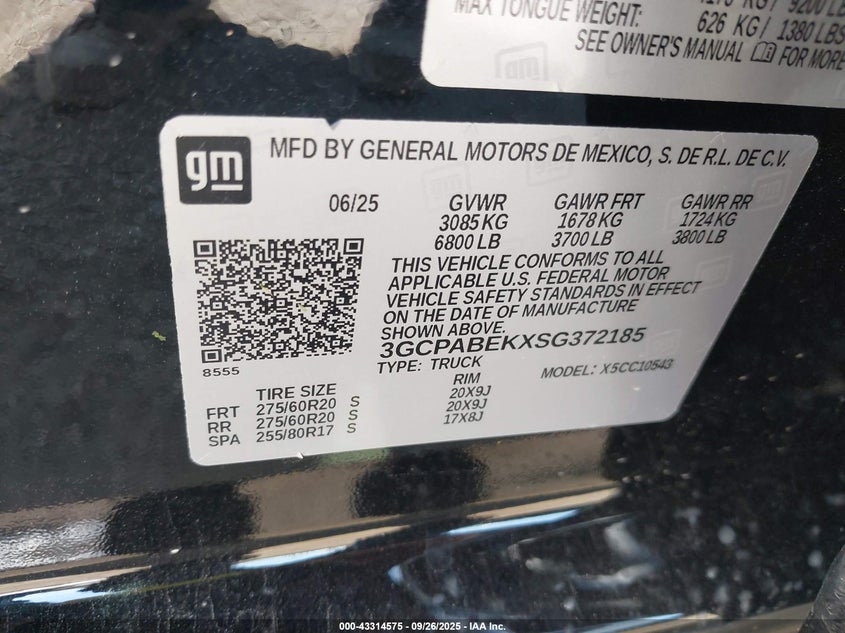 9200 LB
MAX TONGUE WEIGHT: 626 KG / 1380 LBS
SEE OWNER'S MANUAL FOR MORE
gm
MFD BY GENERAL MOTORS DE MEXICO, S. DE R.L. DE C.V.
06/25 GVWR GAWR FRT GAWR RR
3085 KG 1678 KG 1724 KG
6800 LB 3700 LB 3800 LB
THIS VEHICLE CONFORMS TO ALL
APPLICABLE U.S. FEDERAL MOTOR
VEHICLE SAFETY STANDARDS IN EFFECT
ON THE DATE OF MANUFACTURE
SHOWN ABOVE.
3GCPABEKXSG372185
8555
TYPE: TRUCK MODEL: X5CC10543
TIRE SIZE RIM
FRT 275/60R20 S 20X9J
RR 275/60R20 S 20X9J
SPA 255/80R17 S 17X8J
000-43314575 — 09/26/2025 — IAA Inc.